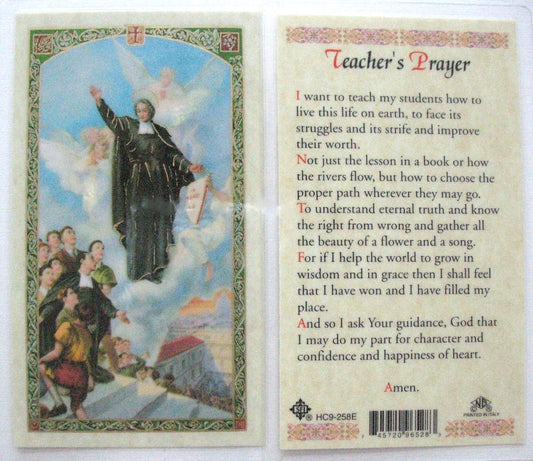 Teacher's Prayer
I want to teach my students how to
live this life on earth, to face its
struggles and its strife and improve
their worth.
Not just the lesson in a book or how
the rivers flow, but how to choose the
proper path wherever they may go.
To understand eternal truth and know
the right from wrong and gather all
the beauty of a flower and a song.
For if I help the world to grow in
wisdom and in grace then I shall feel
that I have won and I have filled my
place.
And so I ask Your guidance, God that
I may do my part for character and
confidence and happiness of heart.
Amen.
® HC9-258E
7 45720 96528 3
PRINTED IN ITALY